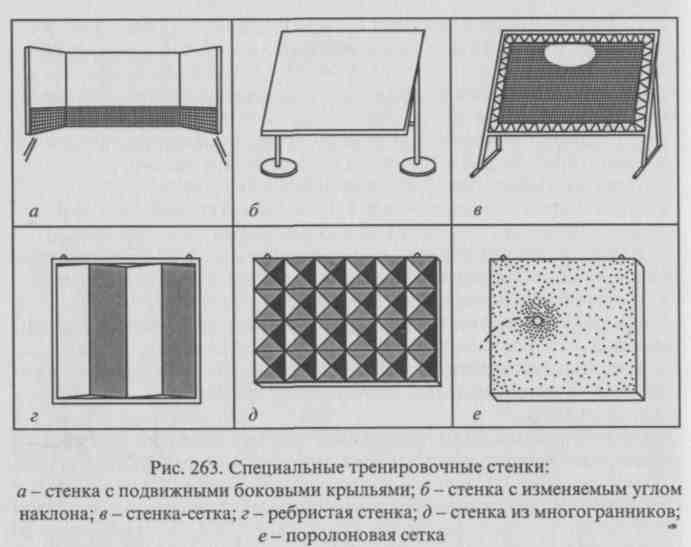 а
б
в
г
д
е
Рис. 263. Специальные тренировочные стенки:
а – стенка с подвижными боковыми крыльями; б – стенка с изменяемым углом
наклона; в – стенка-сетка; г – ребристая стенка; д – стенка из многогранников;
е – поролоновая сетка